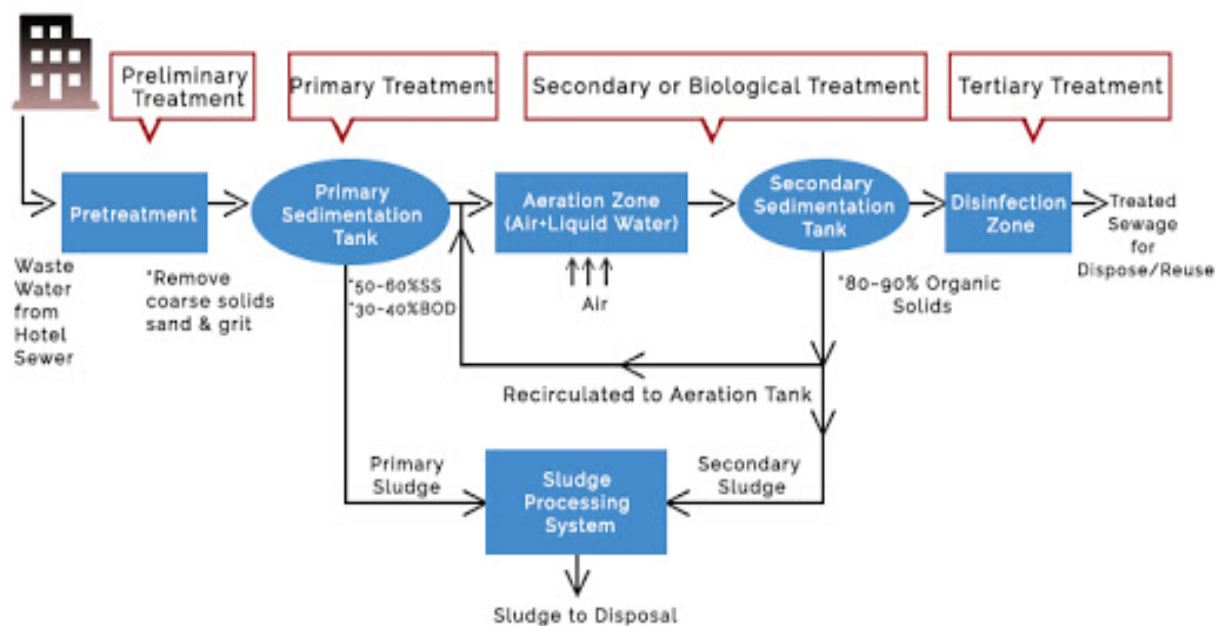 Preliminary
Treatment
Primary Treatment
Secondary or Biological Treatment
Tertiary Treatment
Pretreatment
Primary
Sedimentation
Tank
Aeration Zone
(Air+Liquid Water)
Secondary
Sedimentation
Tank
Disinfection
Zone
Treated
Sewage
for
Dispose/Reuse
Waste
Water
from
Hotel
Sewer
*Remove
coarse solids
sand & grit
*50-60%SS
*30-40%BOD
Air
*80-90% Organic
Solids
Recirculated to Aeration Tank
Primary
Sludge
Sludge
Processing
System
Secondary
Sludge
Sludge to Disposal